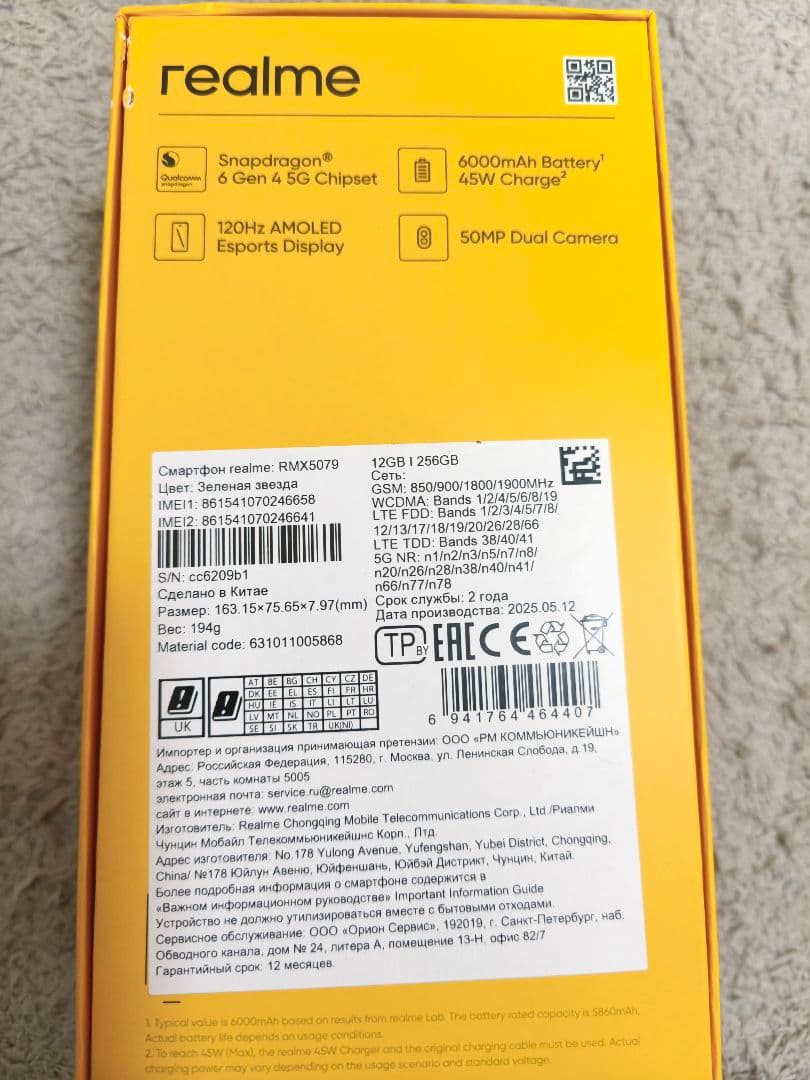 realme
Snapdragon®
6 Gen 4 5G Chipset
Qualcomm
snapdragon
6000mAh Battery¹
45W Charge²
120Hz AMOLED
Esports Display
50MP Dual Camera
Смартфон realme: RMX5079
Цвет: Зеленая звезда
IMEI1: 861541070246658
IMEI2: 861541070246641
S/N: cc6209b1
Сделано в Китае
Размер: 163.15×75.65×7.97(mm)
Вес: 194g
Material code: 631011005868
12GB I 256GB
Сеть:
GSM: 850/900/1800/1900MHz
WCDMA: Bands 1/2/4/5/6/8/19
LTE FDD: Bands 1/2/3/4/5/7/8/
12/13/17/18/19/20/26/28/66
LTE TDD: Bands 38/40/41
5G NR: n1/n2/n3/n5/n7/n8/
n20/n26/n28/n38/n40/n41/
n66/n77/n78
Срок службы: 2 года
Дата производства: 2025.05.12
TP BY EAC CE
UK
AT BE BG CH CY CZ DE
DK EE EL ES FI FR HR
HU IE IS IT LI LT LU
LV MT NL NO PL PT RO
SE SI SK TR UK(NI)
6 941764 464407
Импортер и организация принимающая претензии: ООО «РМ КОММЬЮНИКЕЙШН»
Адрес: Российская Федерация, 115280, г. Москва, ул. Ленинская Слобода, д.19,
этаж 5, часть комнаты 5005
электронная почта: service.ru@realme.com
сайт в интернете: www.realme.com
Изготовитель: Realme Chongqing Mobile Telecommunications Corp., Ltd./Риалми
Чунцин Мобайл Телекоммьюникейшнс Корп., Лтд.
Адрес изготовителя: No.178 Yulong Avenue, Yufengshan, Yubei District, Chongqing,
China/ №178 Юйлун Авеню, Юйфеньшань, Юйбэй Дистрикт, Чунцин, Китай.
Более подробная информация о смартфоне содержится в
«Важном информационном руководстве» Important Information Guide
Устройство не должно утилизироваться вместе с бытовыми отходами.
Сервисное обслуживание: ООО «Орион Сервис», 192019, г. Санкт-Петербург, наб.
Обводного канала, дом № 24, литера А, помещение 13-Н, офис 82/7
Гарантийный срок: 12 месяцев.
1. Typical value is 6000mAh based on results from realme Lab. The battery rated capacity is 5860mAh.
Actual battery life depends on usage conditions.
2. To reach 45W (Max), the realme 45W Charger and the original charging cable must be used. Actual
charging power may vary depending on the usage scenario and standard voltage.